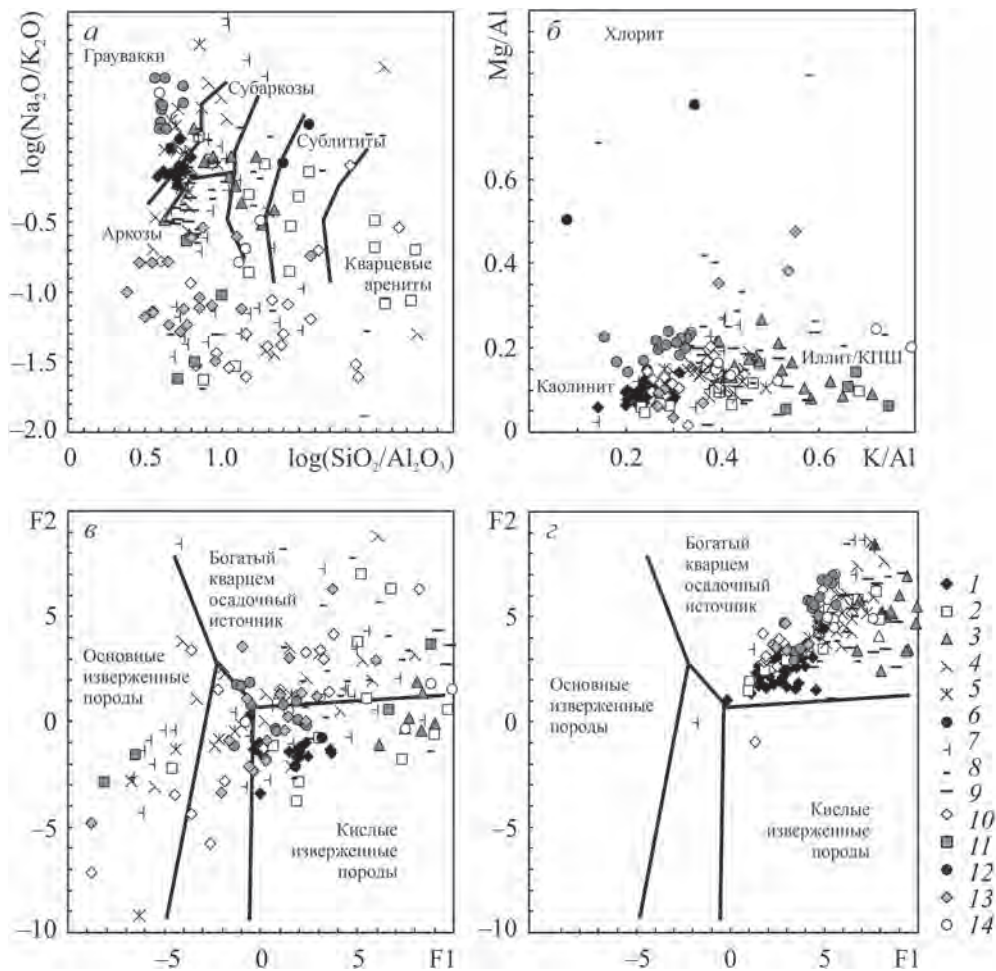 а
log(Na2O/K2O)
Граувакки
Субаркозы
Сублититы
Аркозы
Кварцевые
арениты
−0.5
−1.0
−1.5
−2.0
0
0.5
1.0
log(SiO2/Al2O3)
б
Mg/Al
Хлорит
Каолинит
Иллит/КПШ
0.6
0.4
0.2
0
0.2
0.4
0.6
K/Al
F2
в
Богатый
кварцем
осадочный
источник
Основные
изверженные
породы
Кислые
изверженные
породы
5
0
−5
−10
−5
0
5
F1
F2
г
Богатый
кварцем
осадочный
источник
Основные
изверженные
породы
Кислые
изверженные
породы
5
0
−5
−10
−5
0
5
F1
1
2
3
4
5
6
7
8
9
10
11
12
13
14